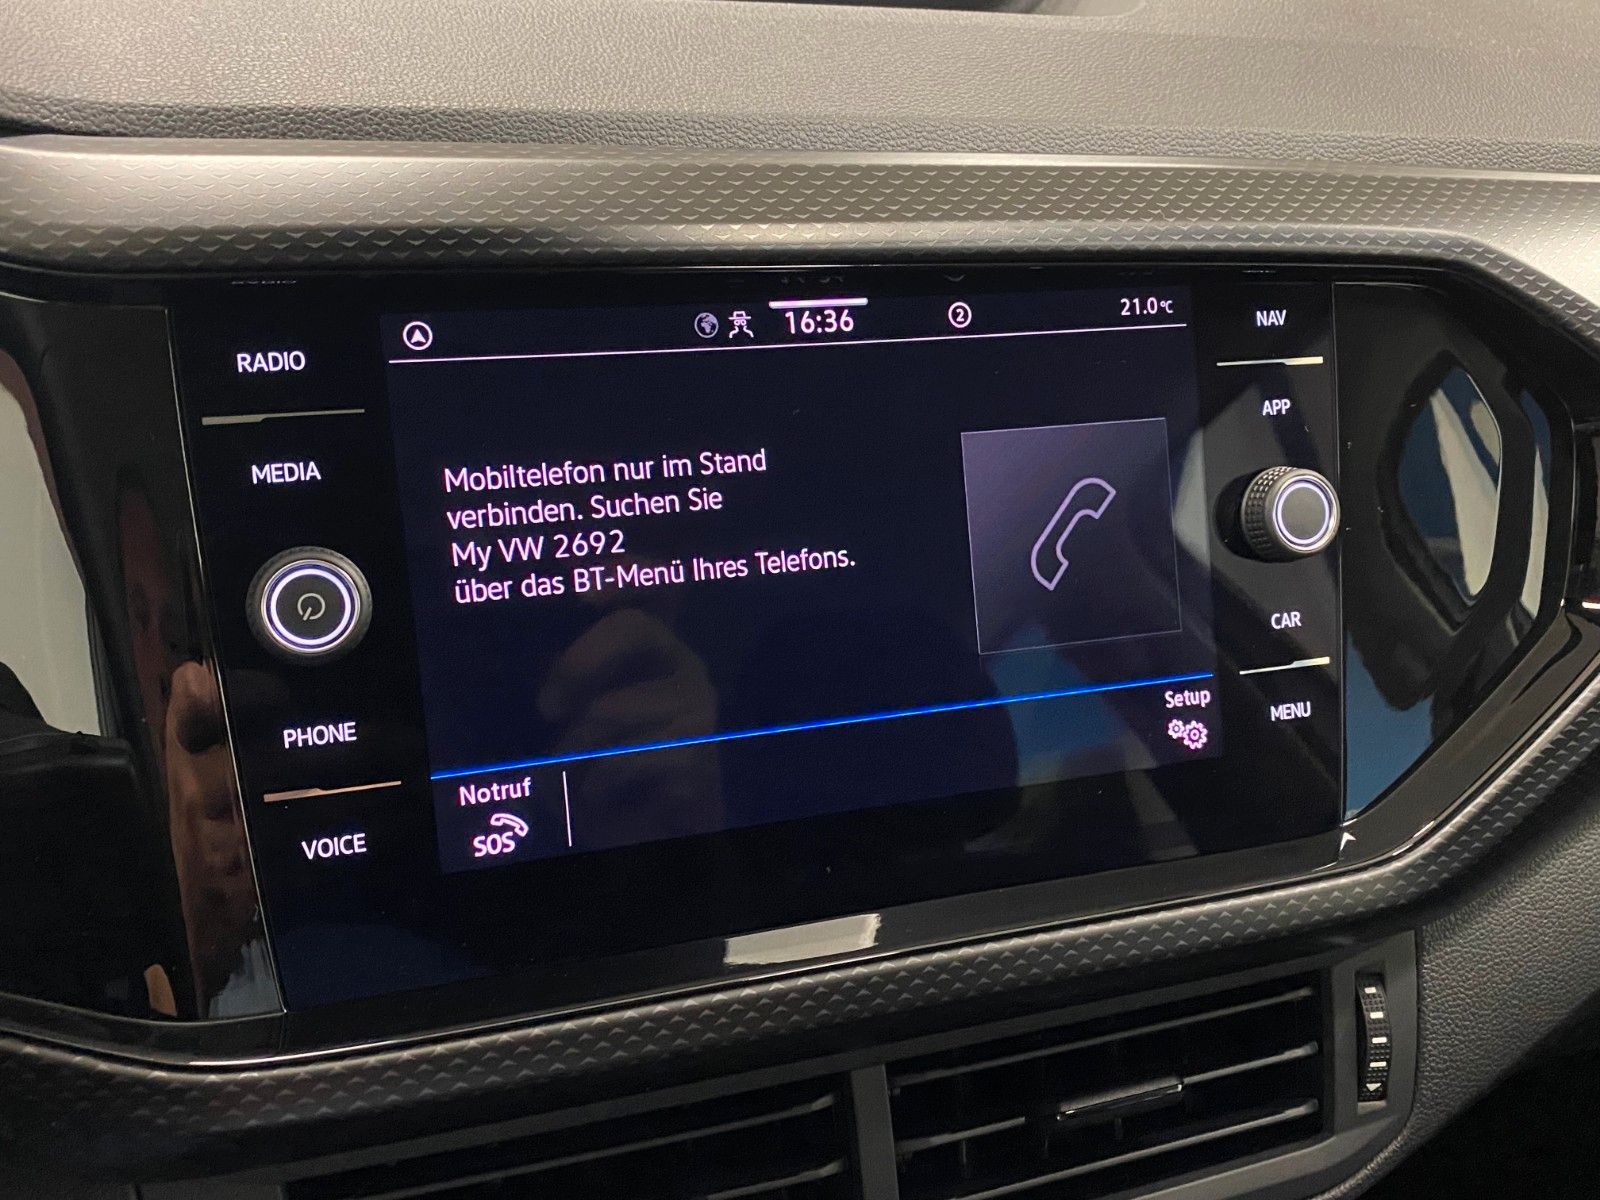 RADIO
MEDIA
PHONE
VOICE
16:36
2
21.0°C
Mobiltelefon nur im Stand
verbinden. Suchen Sie
My VW 2692
über das BT-Menü Ihres Telefons.
Setup
Notruf
SOS
NAV
APP
CAR
MENU